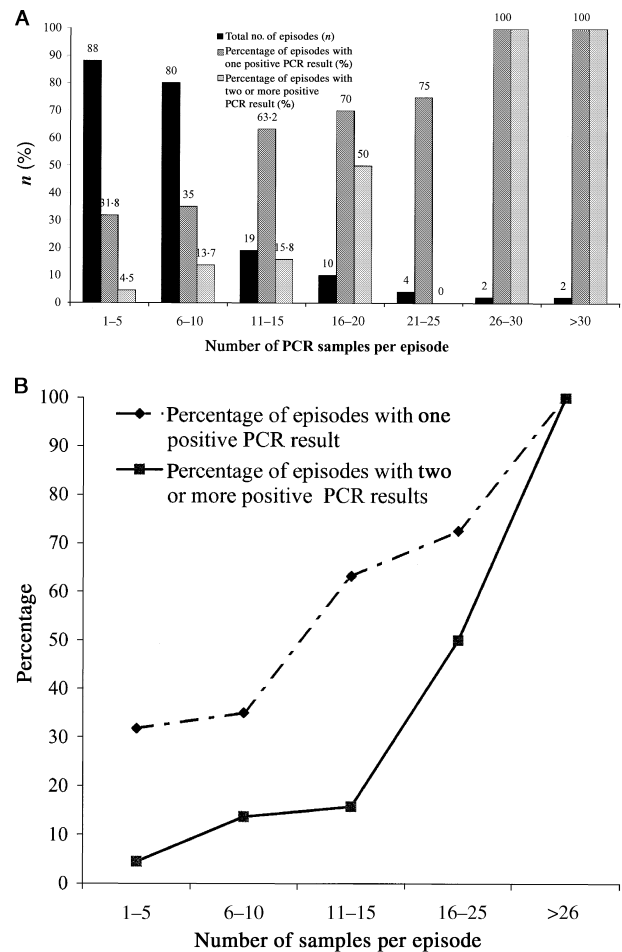 A
Total no. of episodes (n)
Percentage of episodes with
one positive PCR result (%)
Percentage of episodes with
two or more positive
PCR result (%)
n (%)
100
90
80
70
60
50
40
30
20
10
0
88
31·8
4·5
80
35
13·7
19
63·2
15·8
10
70
50
4
75
0
2
100
2
100
1–5 6–10 11–15 16–20 21–25 26–30 >30
Number of PCR samples per episode
B
Percentage of episodes with one
positive PCR result
Percentage of episodes with two
or more positive PCR results
Percentage
100
90
80
70
60
50
40
30
20
10
0
1–5 6–10 11–15 16–25 >26
Number of samples per episode